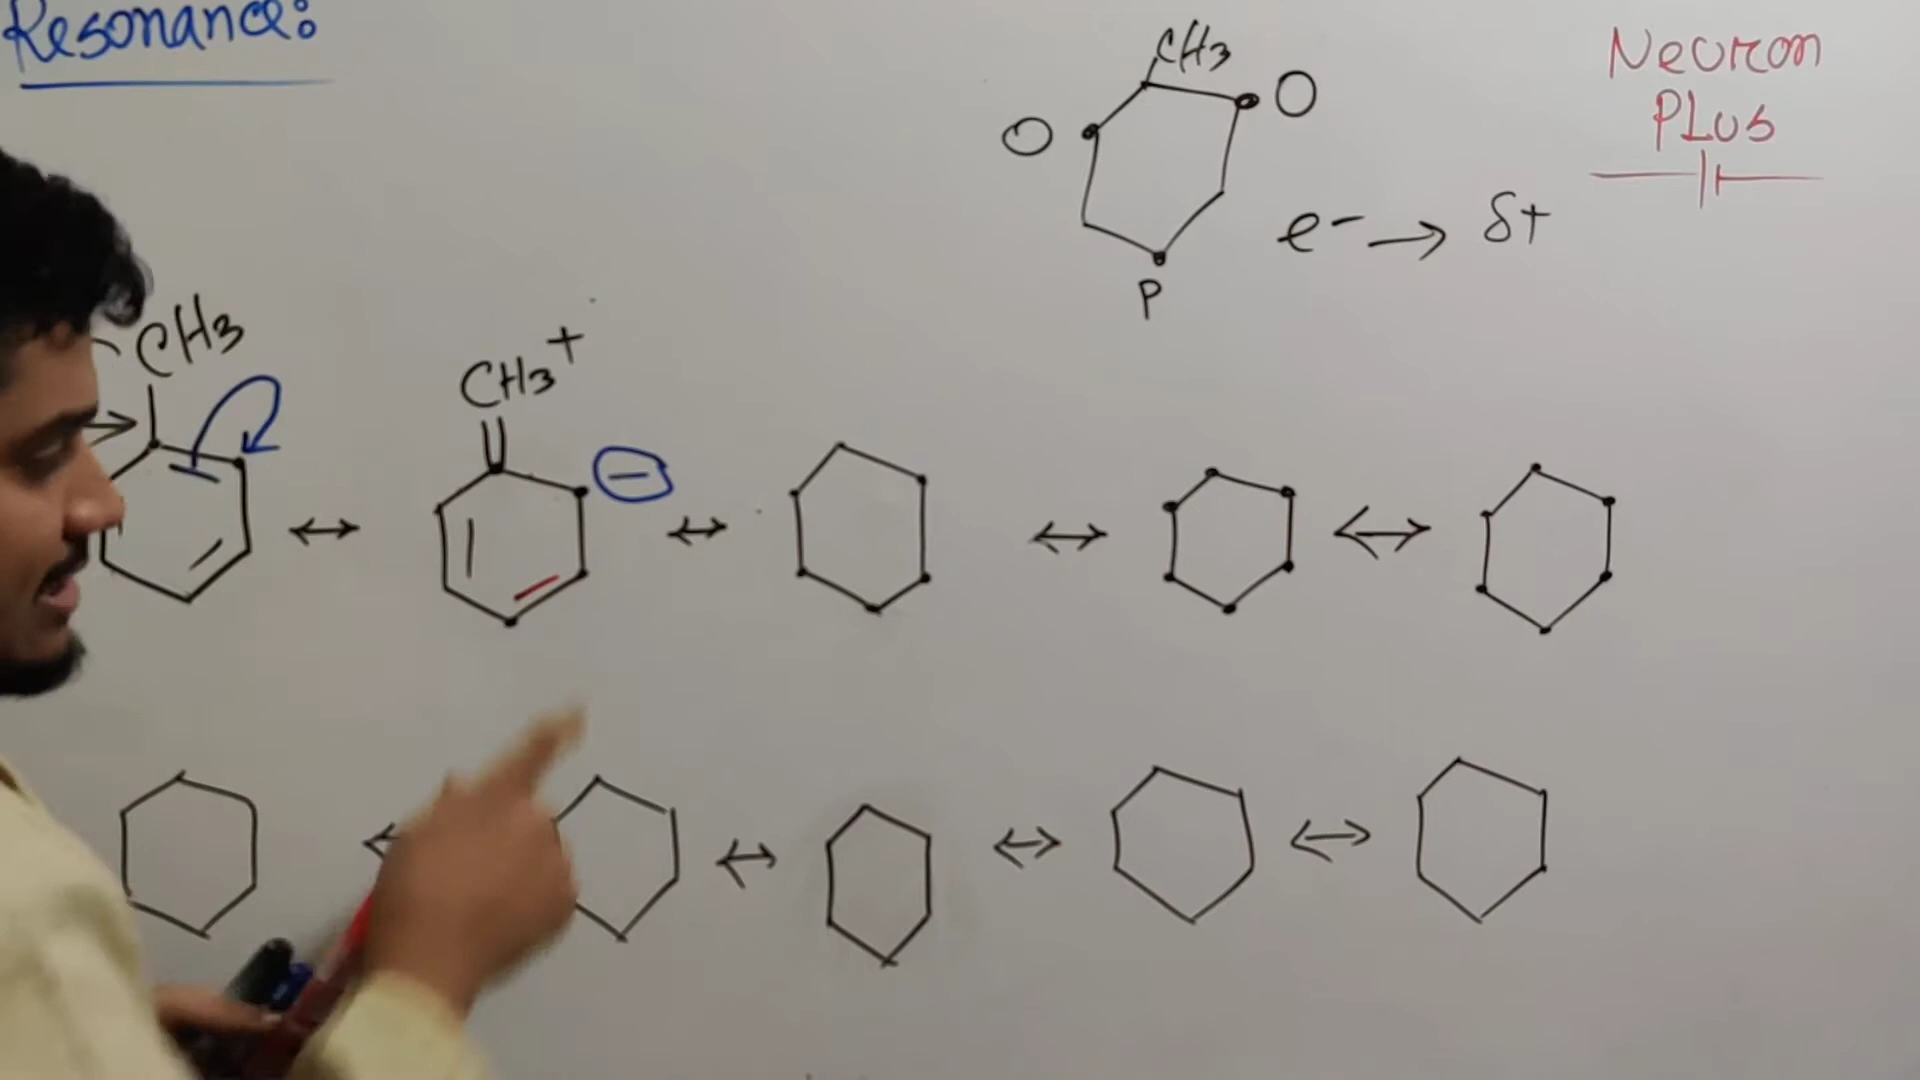 Resonance:
CH3
O
O
P
e- → δ+
Neuron
PLus
CH3
CH3+
-